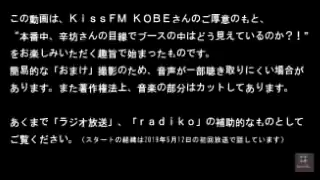 この動画は、ＫｉｓｓＦＭ ＫＯＢＥさんのご厚意のもと、
“本番中、辛坊さんの目線でブースの中はどう見えているのか？！”
をお楽しみいただく趣旨で始まったものです。
簡易的な「おまけ」撮影のため、音声が一部聴き取りにくい場合が
あります。また著作権法上、音楽の部分はカットしてあります。
あくまで「ラジオ放送」、「ｒａｄｉｋｏ」の補助的なものとして
ご覧ください。（スタートの経緯は2019年5月12日の初回放送で話しています）